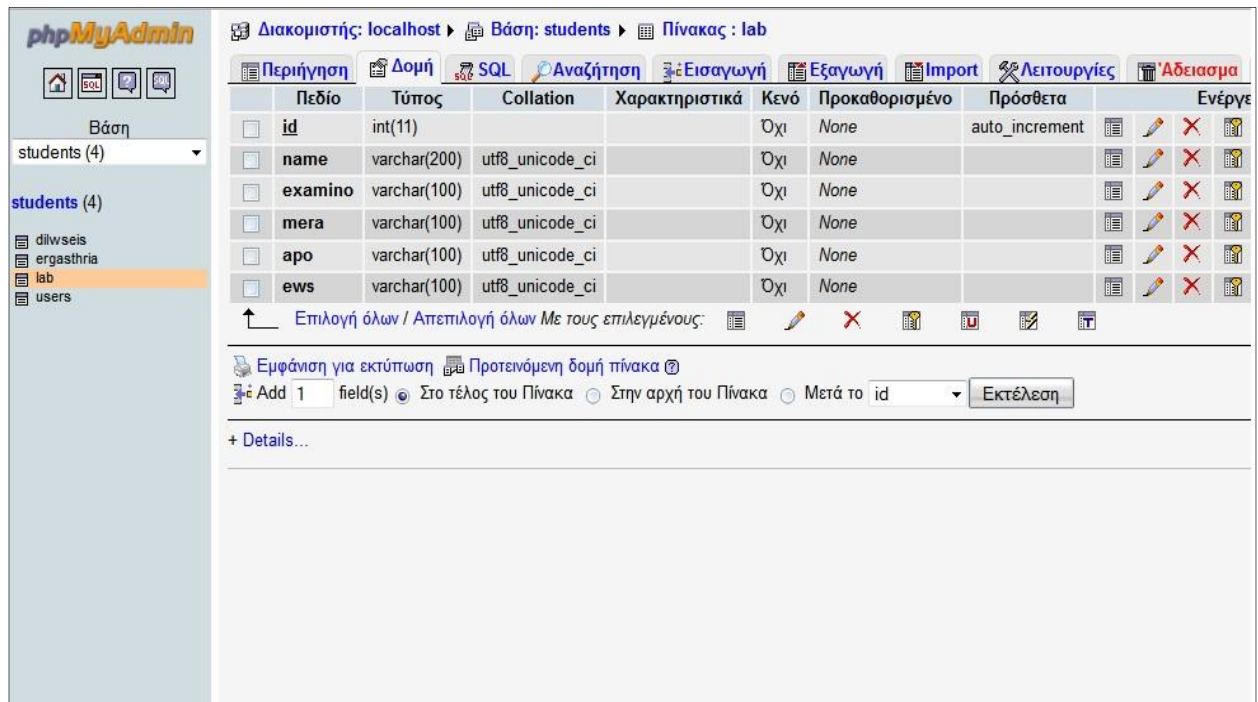 phpMyAdmin
SQL
SQL
Βάση
students (4)
students (4)
dilwseis
ergasthria
lab
users
Διακομιστής: localhost Βάση: students Πίνακας : lab
Περιήγηση Δομή SQL Αναζήτηση Εισαγωγή Εξαγωγή Import Λειτουργίες Άδειασμα
Πεδίο Τύπος Collation Χαρακτηριστικά Κενό Προκαθορισμένο Πρόσθετα Ενέργε
id int(11) Όχι None auto_increment
name varchar(200) utf8_unicode_ci Όχι None
examino varchar(100) utf8_unicode_ci Όχι None
mera varchar(100) utf8_unicode_ci Όχι None
apo varchar(100) utf8_unicode_ci Όχι None
ews varchar(100) utf8_unicode_ci Όχι None
Επιλογή όλων / Απεπιλογή όλων Με τους επιλεγμένους:
Εμφάνιση για εκτύπωση Προτεινόμενη δομή πίνακα
Add 1 field(s) Στο τέλος του Πίνακα Στην αρχή του Πίνακα Μετά το id Εκτέλεση
+ Details...